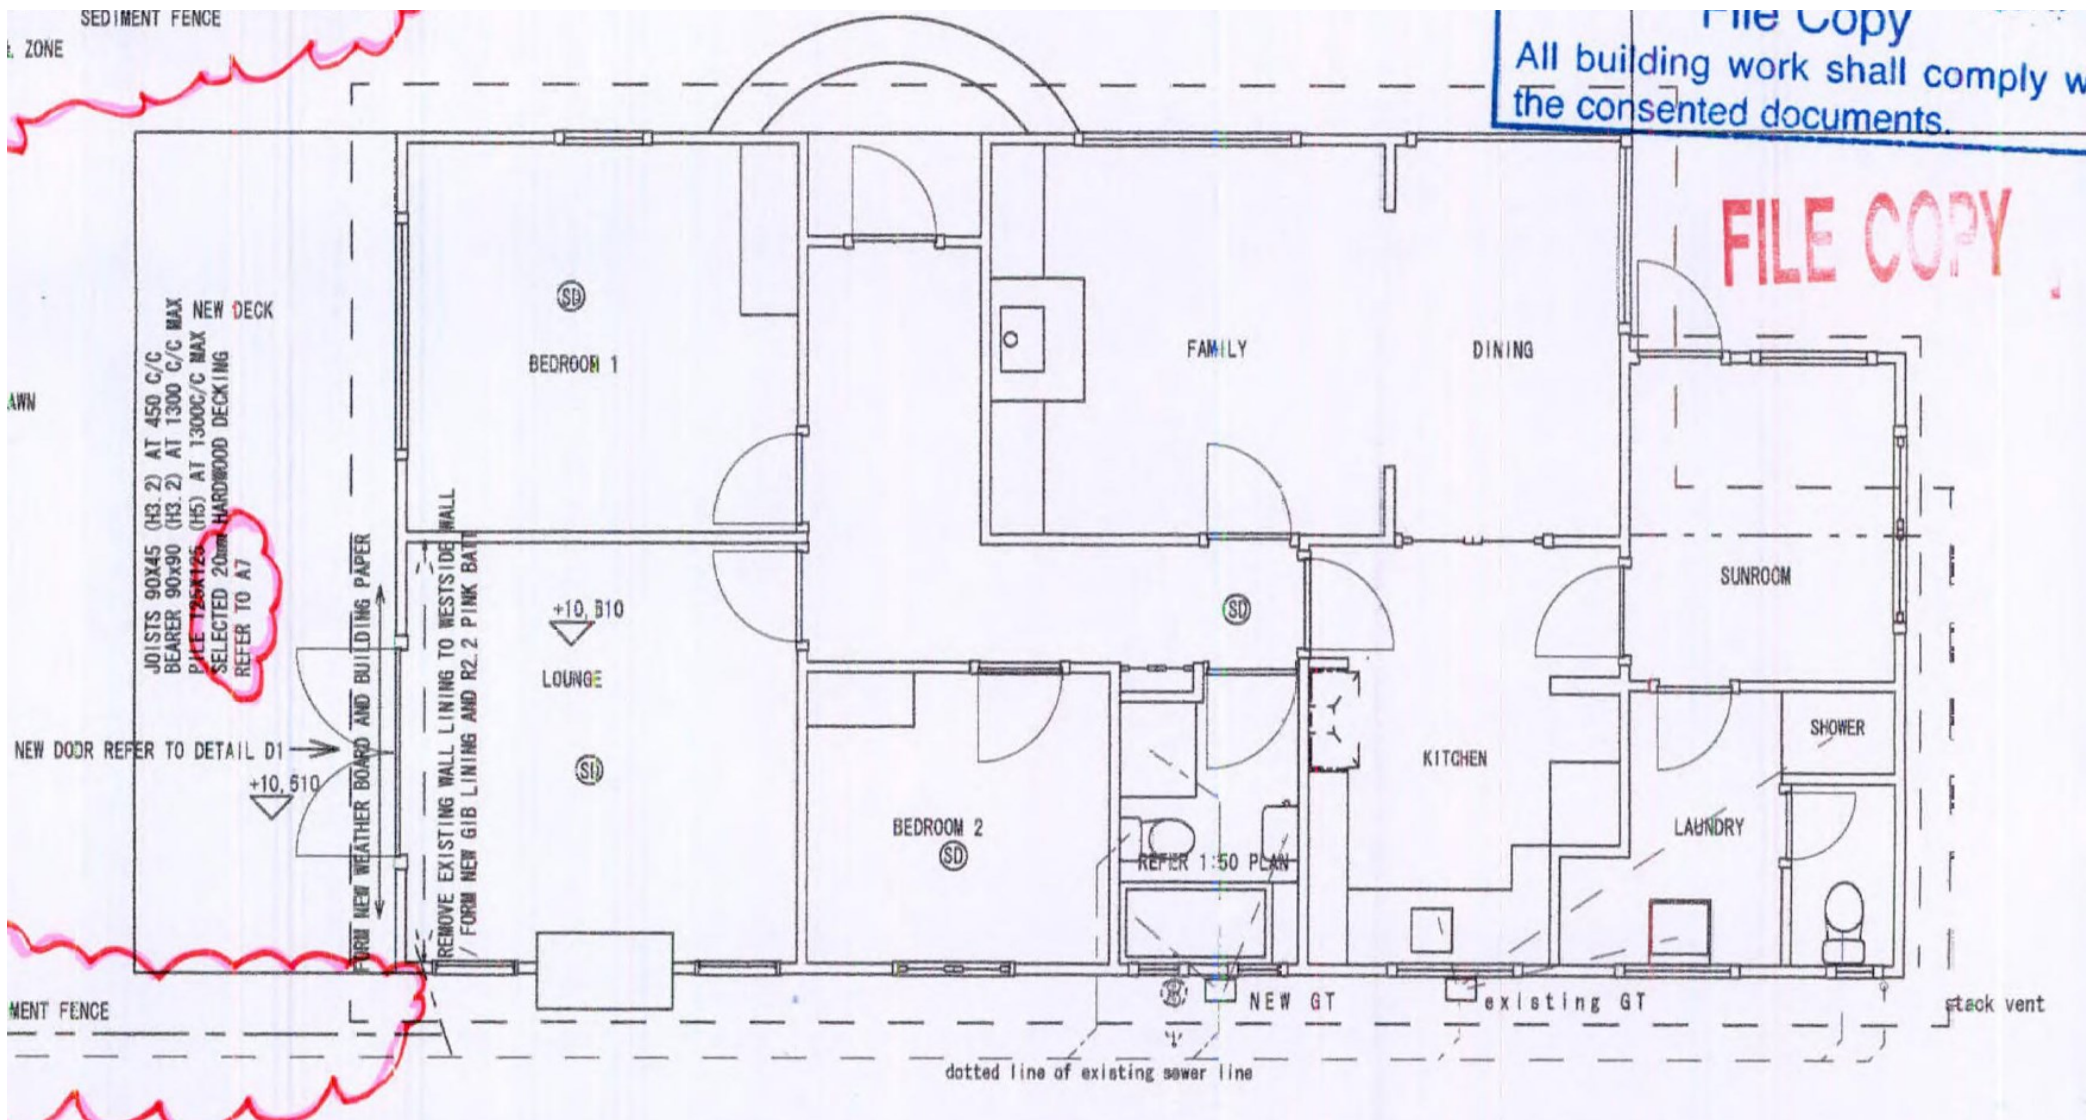 SEDIMENT FENCE
ZONE
File Copy
All building work shall comply w
the consented documents.
FILE COPY
NEW DECK
AWN
JOISTS 90X45 (H3.2) AT 450 C/C
BEARER 90x90 (H3.2) AT 1300 C/C MAX
PILE 125X125 (H5) AT 1300C/C MAX
SELECTED 20mm HARDWOOD DECKING
REFER TO A7
SD
BEDROOM 1
FAMILY
DINING
FORM NEW WEATHER BOARD AND BUILDING PAPER
REMOVE EXISTING WALL LINING TO WESTSIDE WALL
/ FORM NEW GIB LINING AND R2.2 PINK BATT
SUNROOM
+10,610
SD
LOUNGE
SD
NEW DOOR REFER TO DETAIL D1
+10,610
SHOWER
KITCHEN
BEDROOM 2
SD
LAUNDRY
REFER 1:50 PLAN
MENT FENCE
NEW GT
existing GT
stack vent
dotted line of existing sewer line